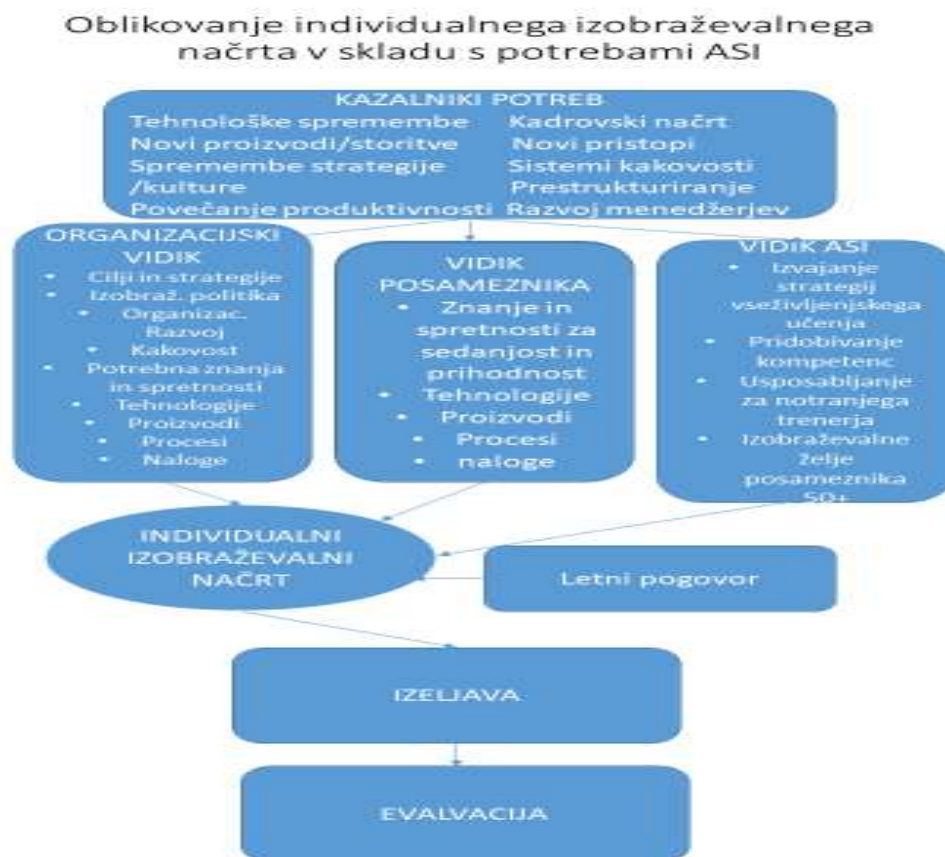 Oblikovanje individualnega izobraževalnega
načrta v skladu s potrebami ASI
KAZALNIKI POTREB
Tehnološke spremembe
Novi proizvodi/storitve
Spremembe strategije
/kulture
Povečanje produktivnosti
Kadrovski načrt
Novi pristopi
Sistemi kakovosti
Prestrukturiranje
Razvoj menedžerjev
ORGANIZACIJSKI
VIDIK
• Cilji in strategije
• Izobraž. politika
• Organizac.
Razvoj
• Kakovost
• Potrebna znanja
in spretnosti
• Tehnologije
• Proizvodi
• Procesi
• Naloge
VIDIK
POSAMEZNIKA
• Znanje in
spretnosti za
sedanjost in
prihodnost
• Tehnologije
• Proizvodi
• Procesi
• naloge
VIDIK ASI
• Izvajanje
strategij
vseživljenjskega
učenja
• Pridobivanje
kompetenc
• Usposabljanje
za notranjega
trenerja
• Izobraževalne
želje
posameznika
50+
INDIVIDUALNI
IZOBRAŽEVALNI
NAČRT
Letni pogovor
IZELJAVA
EVALVACIJA